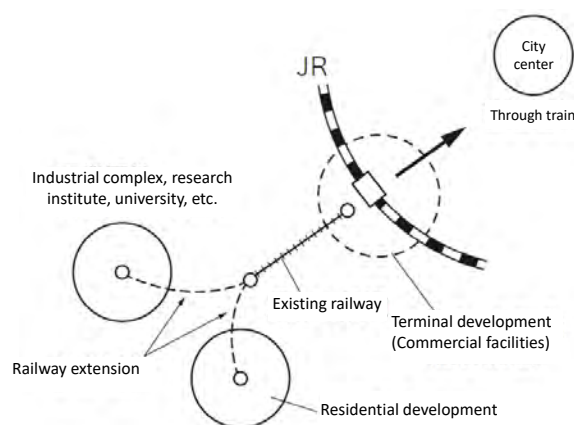 City
center
JR
Through train
Industrial complex, research
institute, university, etc.
Existing railway
Terminal development
(Commercial facilities)
Railway extension
Residential development